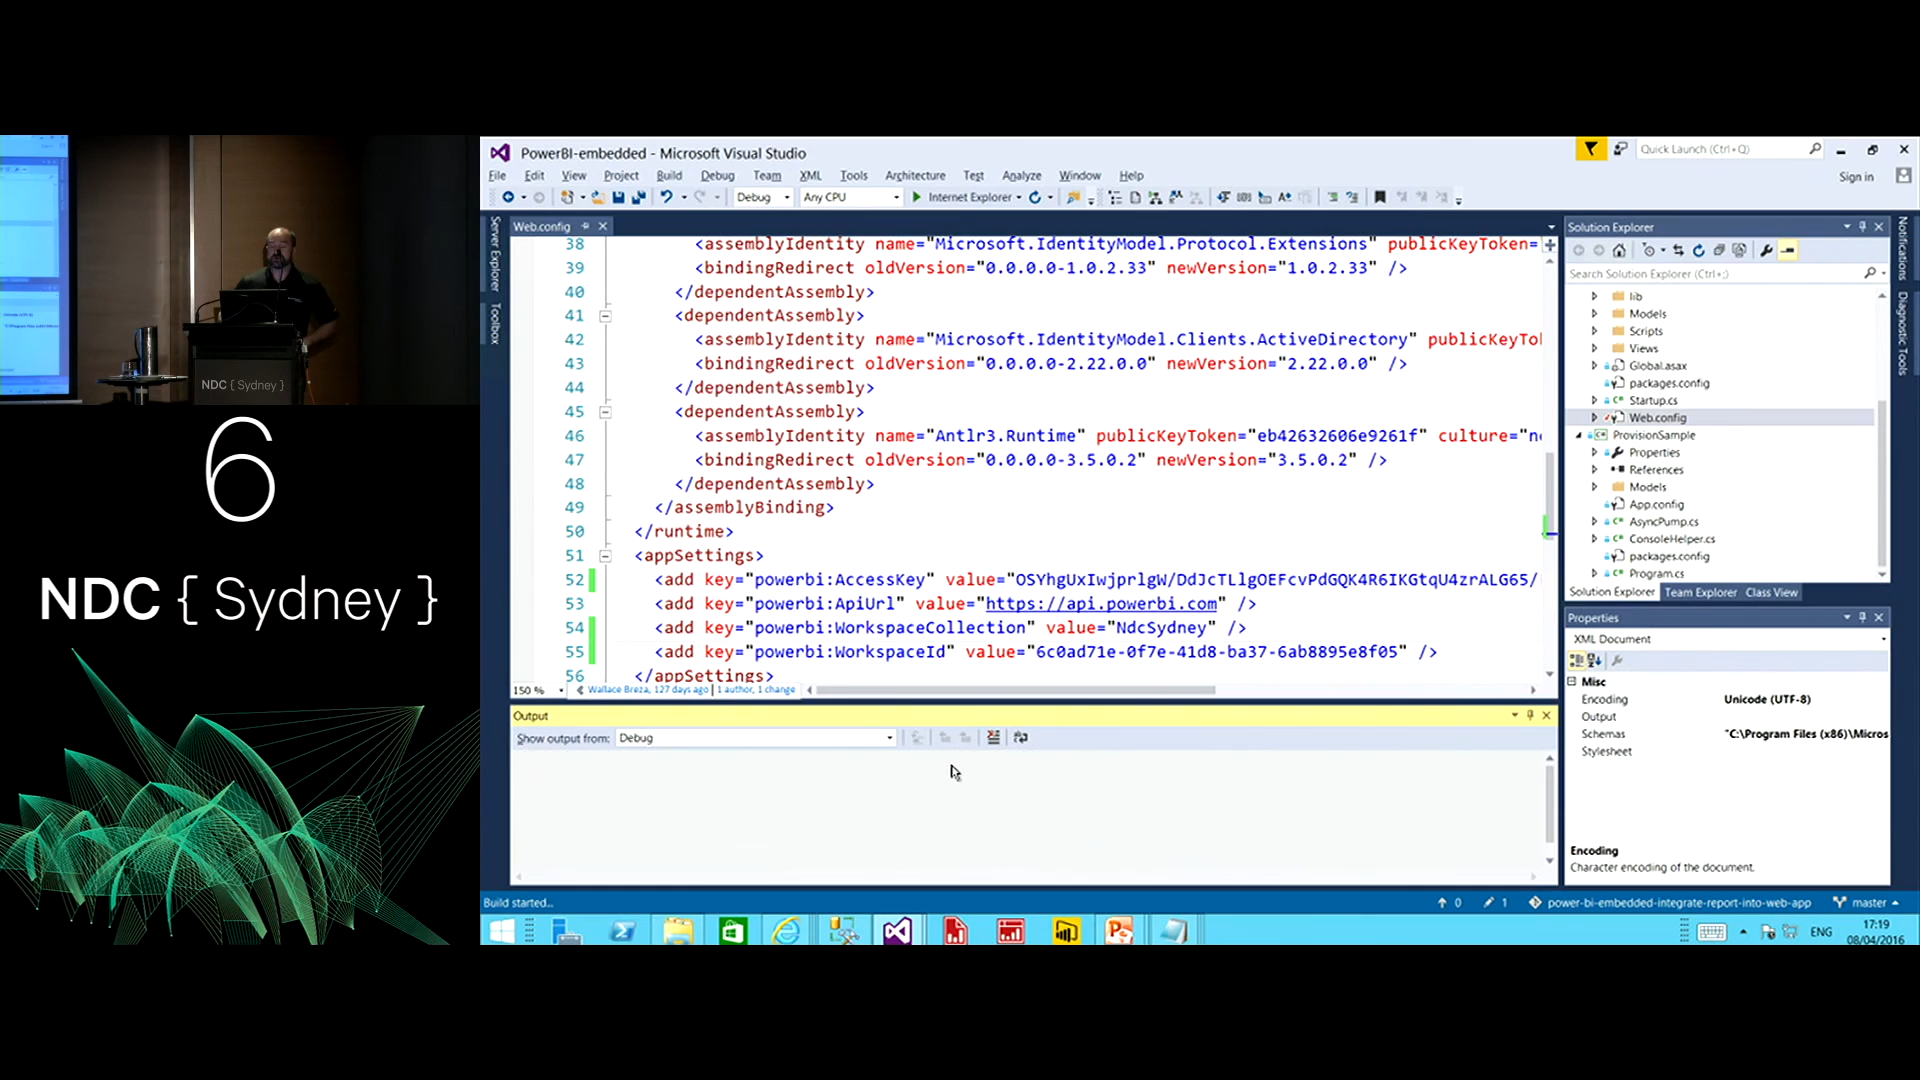 NDC { Sydney }
6
NDC { Sydney }
PowerBI-embedded - Microsoft Visual Studio
Quick Launch (Ctrl+Q)
File Edit View Project Build Debug Team XML Tools Architecture Test Analyze Window Help
Sign in
Debug Any CPU Internet Explorer
Server Explorer
Toolbox
Web.config
38 <assemblyIdentity name="Microsoft.IdentityModel.Protocol.Extensions" publicKeyToken=
39 <bindingRedirect oldVersion="0.0.0.0-1.0.2.33" newVersion="1.0.2.33" />
40 </dependentAssembly>
41 <dependentAssembly>
42 <assemblyIdentity name="Microsoft.IdentityModel.Clients.ActiveDirectory" publicKeyTo
43 <bindingRedirect oldVersion="0.0.0.0-2.22.0.0" newVersion="2.22.0.0" />
44 </dependentAssembly>
45 <dependentAssembly>
46 <assemblyIdentity name="Antlr3.Runtime" publicKeyToken="eb42632606e9261f" culture="n
47 <bindingRedirect oldVersion="0.0.0.0-3.5.0.2" newVersion="3.5.0.2" />
48 </dependentAssembly>
49 </assemblyBinding>
50 </runtime>
51 <appSettings>
52 <add key="powerbi:AccessKey" value="OSYhgUxIwjprlgW/DdJcTLlgOEFcvPdGQK4R6IKGtqU4zrALG65/
53 <add key="powerbi:ApiUrl" value="https://api.powerbi.com" />
54 <add key="powerbi:WorkspaceCollection" value="NdcSydney" />
55 <add key="powerbi:WorkspaceId" value="6c0ad71e-0f7e-41d8-ba37-6ab8895e8f05" />
56 </appSettings>
150 % Wallace Breza, 127 days ago | 1 author, 1 change
Output
Show output from: Debug
Solution Explorer
Search Solution Explorer (Ctrl+;)
lib
Models
Scripts
Views
Global.asax
packages.config
Startup.cs
Web.config
ProvisionSample
Properties
References
Models
App.config
AsyncPump.cs
ConsoleHelper.cs
packages.config
Program.cs
Solution Explorer Team Explorer Class View
Properties
XML Document
Misc
Encoding Unicode (UTF-8)
Output
Schemas "C:\Program Files (x86)\Micros
Stylesheet
Encoding
Character encoding of the document.
Notifications
Diagnostic Tools
Build started...
0 1 power-bi-embedded-integrate-report-into-web-app master
ENG
17:19
08/04/2016